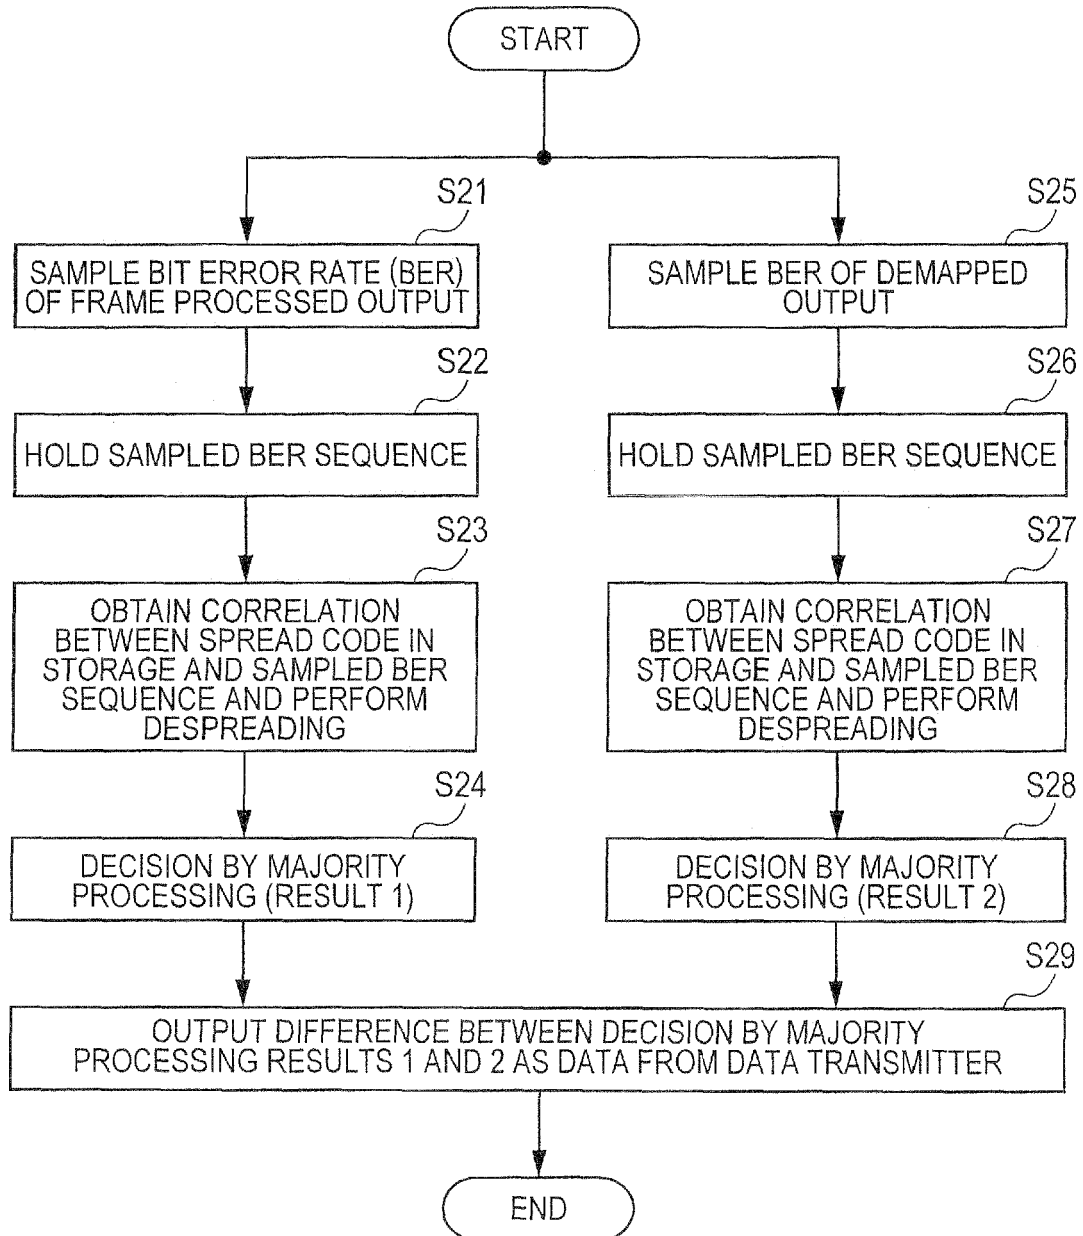 START
S21
SAMPLE BIT ERROR RATE (BER)
OF FRAME PROCESSED OUTPUT
S22
HOLD SAMPLED BER SEQUENCE
S23
OBTAIN CORRELATION
BETWEEN SPREAD CODE IN
STORAGE AND SAMPLED BER
SEQUENCE AND PERFORM
DESPREADING
S24
DECISION BY MAJORITY
PROCESSING (RESULT 1)
S25
SAMPLE BER OF DEMAPPED
OUTPUT
S26
HOLD SAMPLED BER SEQUENCE
S27
OBTAIN CORRELATION
BETWEEN SPREAD CODE IN
STORAGE AND SAMPLED BER
SEQUENCE AND PERFORM
DESPREADING
S28
DECISION BY MAJORITY
PROCESSING (RESULT 2)
S29
OUTPUT DIFFERENCE BETWEEN DECISION BY MAJORITY
PROCESSING RESULTS 1 AND 2 AS DATA FROM DATA TRANSMITTER
END